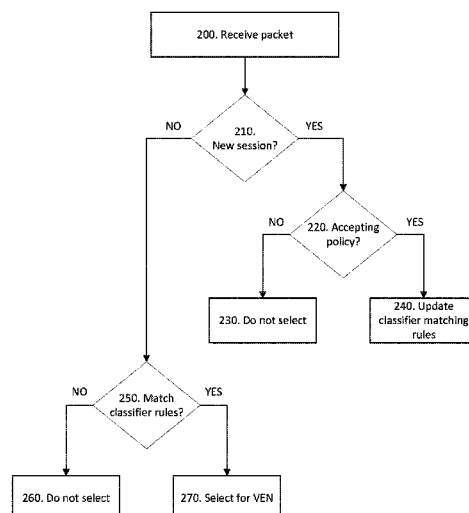 200. Receive packet
NO
YES
210.
New session?
NO
YES
220. Accepting
policy?
230. Do not select
240. Update
classifier matching
rules
NO
YES
250. Match
classifier rules?
260. Do not select
270. Select for VEN